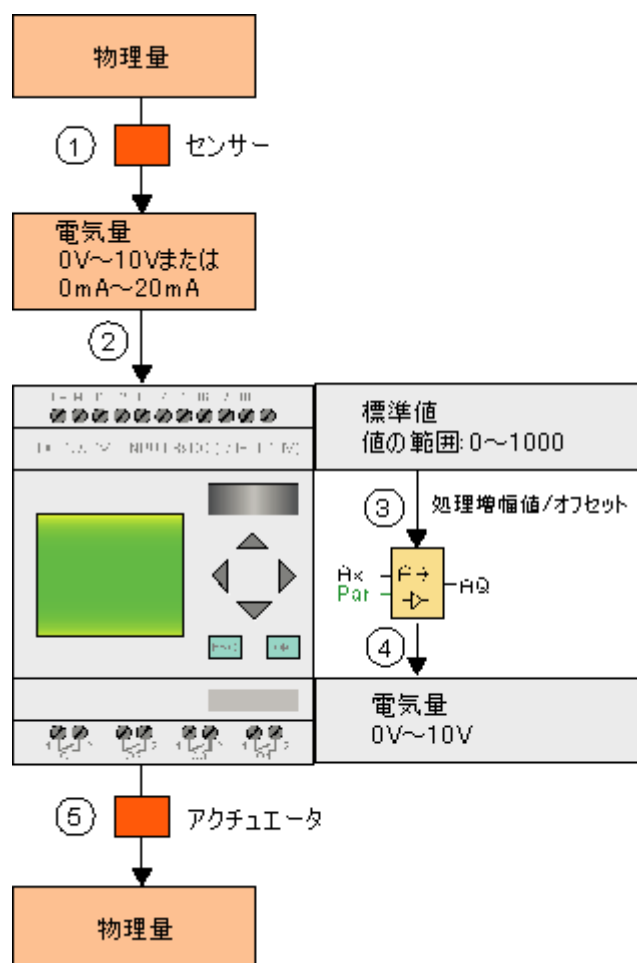 物理量
① センサー
電気量
0V～10Vまたは
0mA～20mA
②
標準値
値の範囲:0～1000
③ 処理増幅値/オフセット
Ax
Par
A→
AQ
④
電気量
0V～10V
ESC OK
⑤ アクチュエータ
物理量